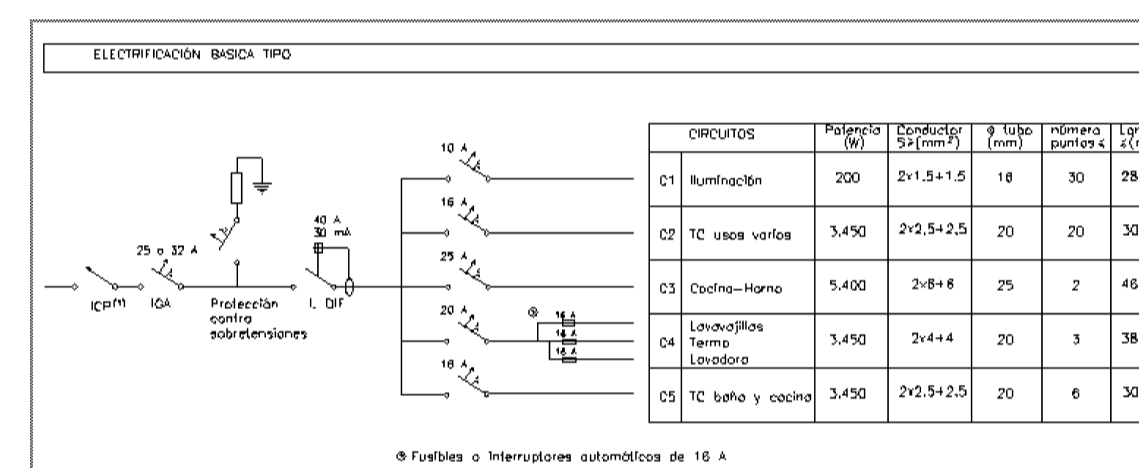 ELECTRIFICACIÓN BASICA TIPO
CIRCUITOS Potencia (W) Conductor S≥(mm²) φ tubo (mm) número puntos ≤
10 A
C1 Iluminación 200 2x1.5+1.5 16 30 28
16 A
C2 TC usos varios 3.450 2x2,5+2,5 20 20 30
40 A
30 mA
25 o 32 A
25 A
C3 Cocina-Horno 5.400 2x6+6 25 2 46
ICP(1) IGA Protección contra sobretensiones I. DIF
20 A
16 A
16 A
16 A
C4 Lavavajillas Termo Lavadora 3.450 2x4+4 20 3 38
16 A
C5 TC baño y cocina 3.450 2x2.5+2.5 20 6 30
Fusibles o Interruptores automáticos de 16 A